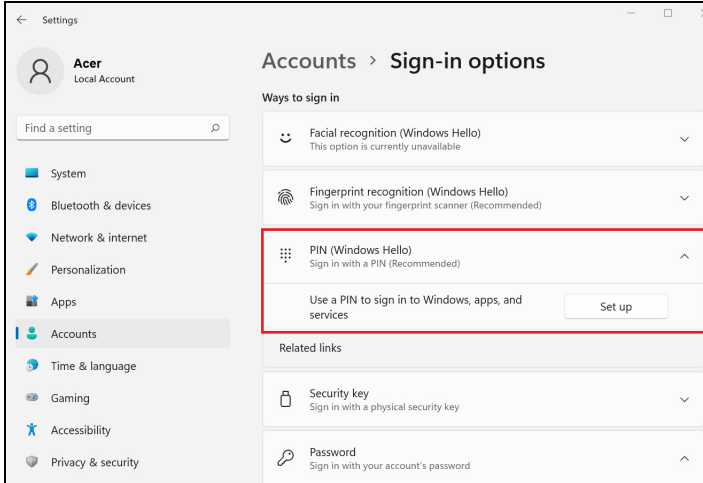 Settings
Acer
Local Account
Find a setting
System
Bluetooth & devices
Network & internet
Personalization
Apps
Accounts
Time & language
Gaming
Accessibility
Privacy & security
Accounts > Sign-in options
Ways to sign in
Facial recognition (Windows Hello)
This option is currently unavailable
Fingerprint recognition (Windows Hello)
Sign in with your fingerprint scanner (Recommended)
PIN (Windows Hello)
Sign in with a PIN (Recommended)
Use a PIN to sign in to Windows, apps, and
services
Set up
Related links
Security key
Sign in with a physical security key
Password
Sign in with your account's password